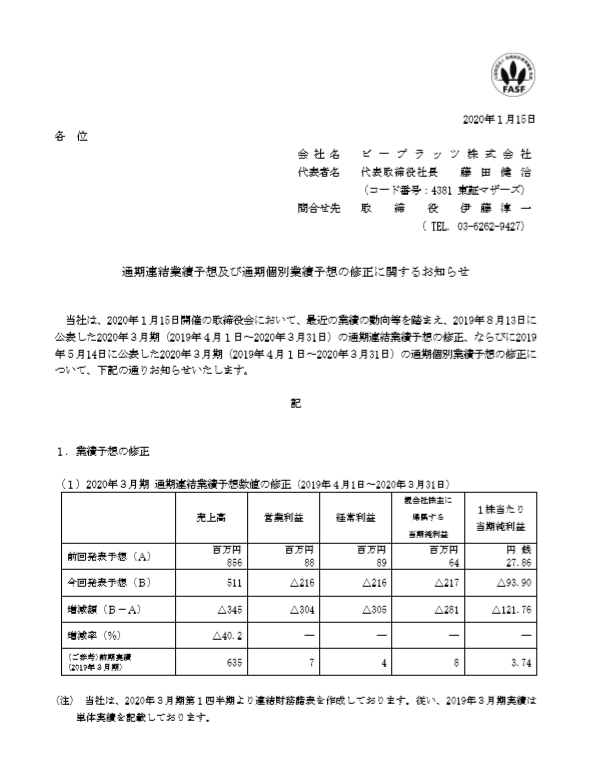 FASF
2020年１月15日
各　位
会 社 名　ビープラッツ株式会社
代表者名　代表取締役社長　藤 田 健 治
（コード番号：4381 東証マザーズ）
問合せ先　取　締　役　伊 藤 淳 一
（ TEL. 03-6262-9427）
通期連結業績予想及び通期個別業績予想の修正に関するお知らせ
当社は、2020年１月15日開催の取締役会において、最近の業績の動向等を踏まえ、2019年８月13日に
公表した2020年３月期（2019年４月１日～2020年３月31日）の通期連結業績予想の修正、ならびに2019
年５月14日に公表した2020年３月期（2019年４月１日～2020年３月31日）の通期個別業績予想の修正に
ついて、下記の通りお知らせいたします。
記
１．業績予想の修正
（１）2020年３月期 通期連結業績予想数値の修正（2019年４月1日～2020年３月31日）
売上高　営業利益　経常利益　親会社株主に帰属する当期純利益　１株当たり当期純利益
百万円　百万円　百万円　百万円　円 銭
前回発表予想（Ａ）　856　88　89　64　27.86
今回発表予想（Ｂ）　511　△216　△216　△217　△93.90
増減額（Ｂ－Ａ）　△345　△304　△305　△281　△121.76
増減率（％）　△40.2　―　―　―　―
（ご参考）前期実績
（2019年３月期）　635　7　4　8　3.74
（注）　当社は、2020年３月期第１四半期より連結財務諸表を作成しております。従い、2019年３月期実績は
単体実績を記載しております。